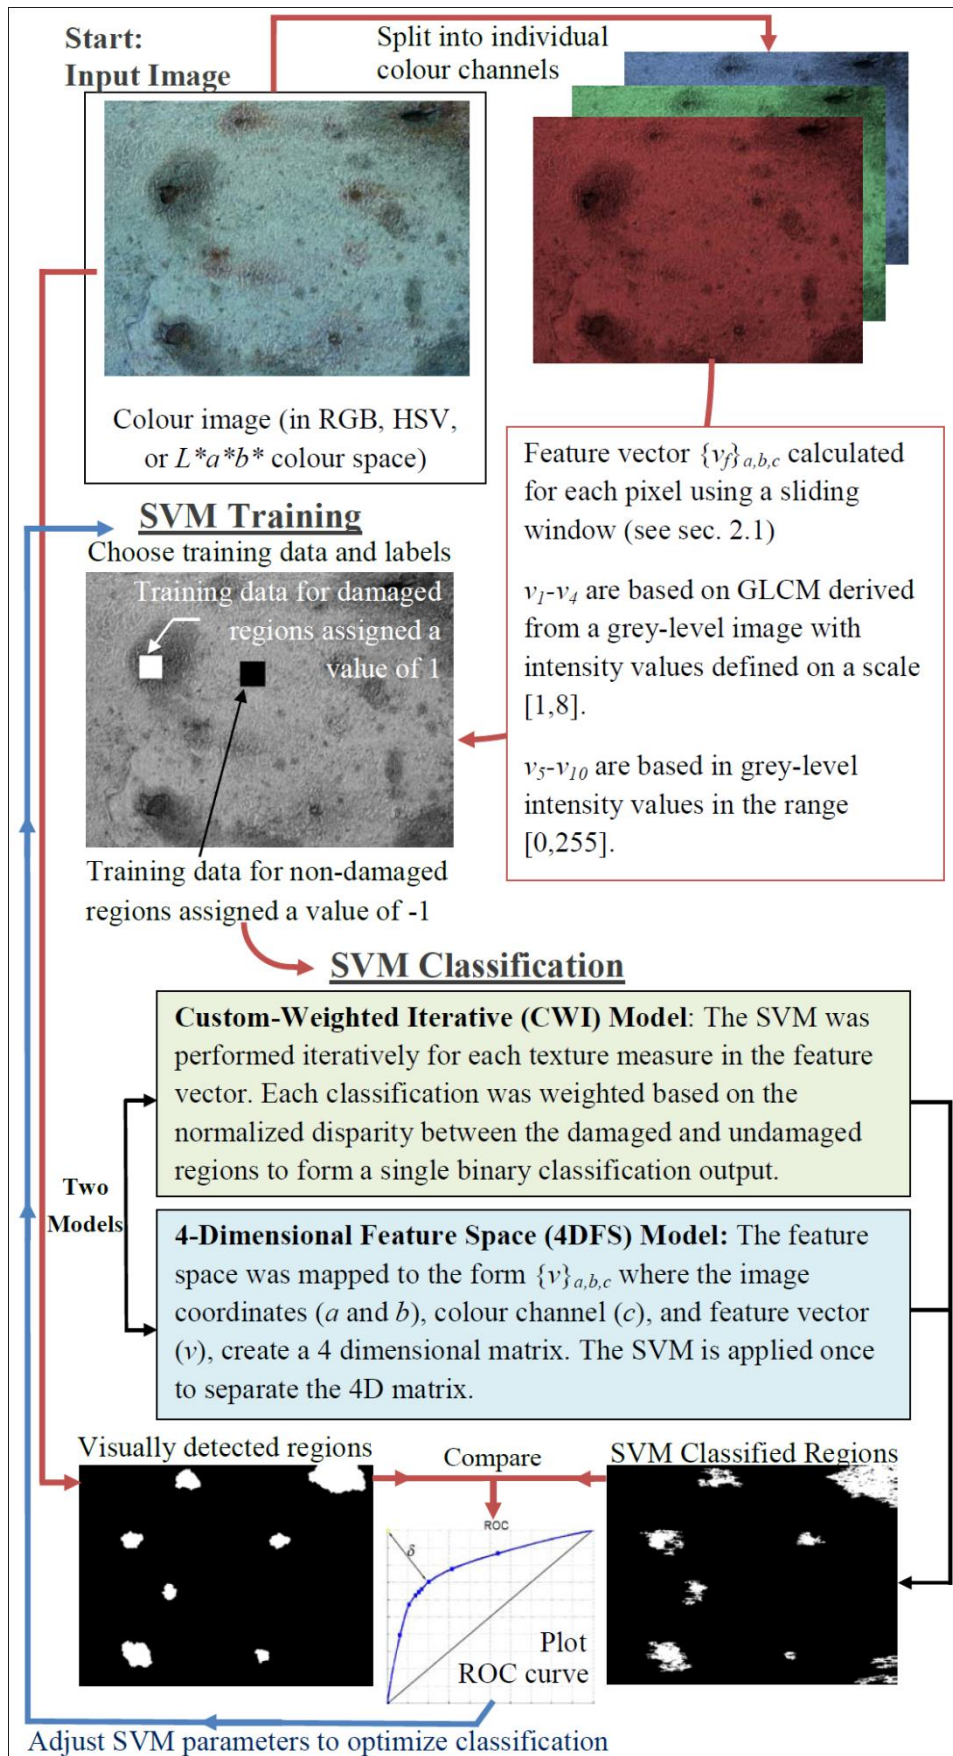 Start:
Input Image
Split into individual
colour channels
Colour image (in RGB, HSV,
or L*a*b* colour space)
Feature vector {v_f}_{a,b,c} calculated
for each pixel using a sliding
window (see sec. 2.1)
v_1-v_4 are based on GLCM derived
from a grey-level image with
intensity values defined on a scale
[1,8].
v_5-v_10 are based in grey-level
intensity values in the range
[0,255].
SVM Training
Choose training data and labels
Training data for damaged
regions assigned a
value of 1
Training data for non-damaged
regions assigned a value of -1
SVM Classification
Two
Models
Custom-Weighted Iterative (CWI) Model: The SVM was
performed iteratively for each texture measure in the feature
vector. Each classification was weighted based on the
normalized disparity between the damaged and undamaged
regions to form a single binary classification output.
4-Dimensional Feature Space (4DFS) Model: The feature
space was mapped to the form {v}_{a,b,c} where the image
coordinates (a and b), colour channel (c), and feature vector
(v), create a 4 dimensional matrix. The SVM is applied once
to separate the 4D matrix.
Visually detected regions
Compare
SVM Classified Regions
ROC
δ
Plot
ROC curve
Adjust SVM parameters to optimize classification